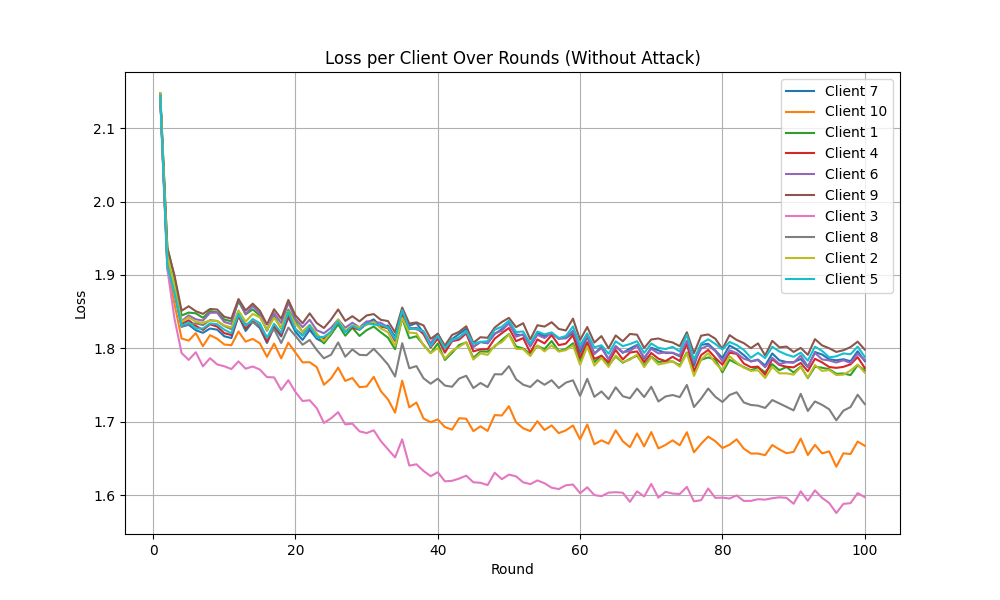 Loss per Client Over Rounds (Without Attack)
Client 7
Client 10
Client 1
Client 4
Client 6
Client 9
Client 3
Client 8
Client 2
Client 5
Loss
2.1
2.0
1.9
1.8
1.7
1.6
0 20 40 60 80 100
Round